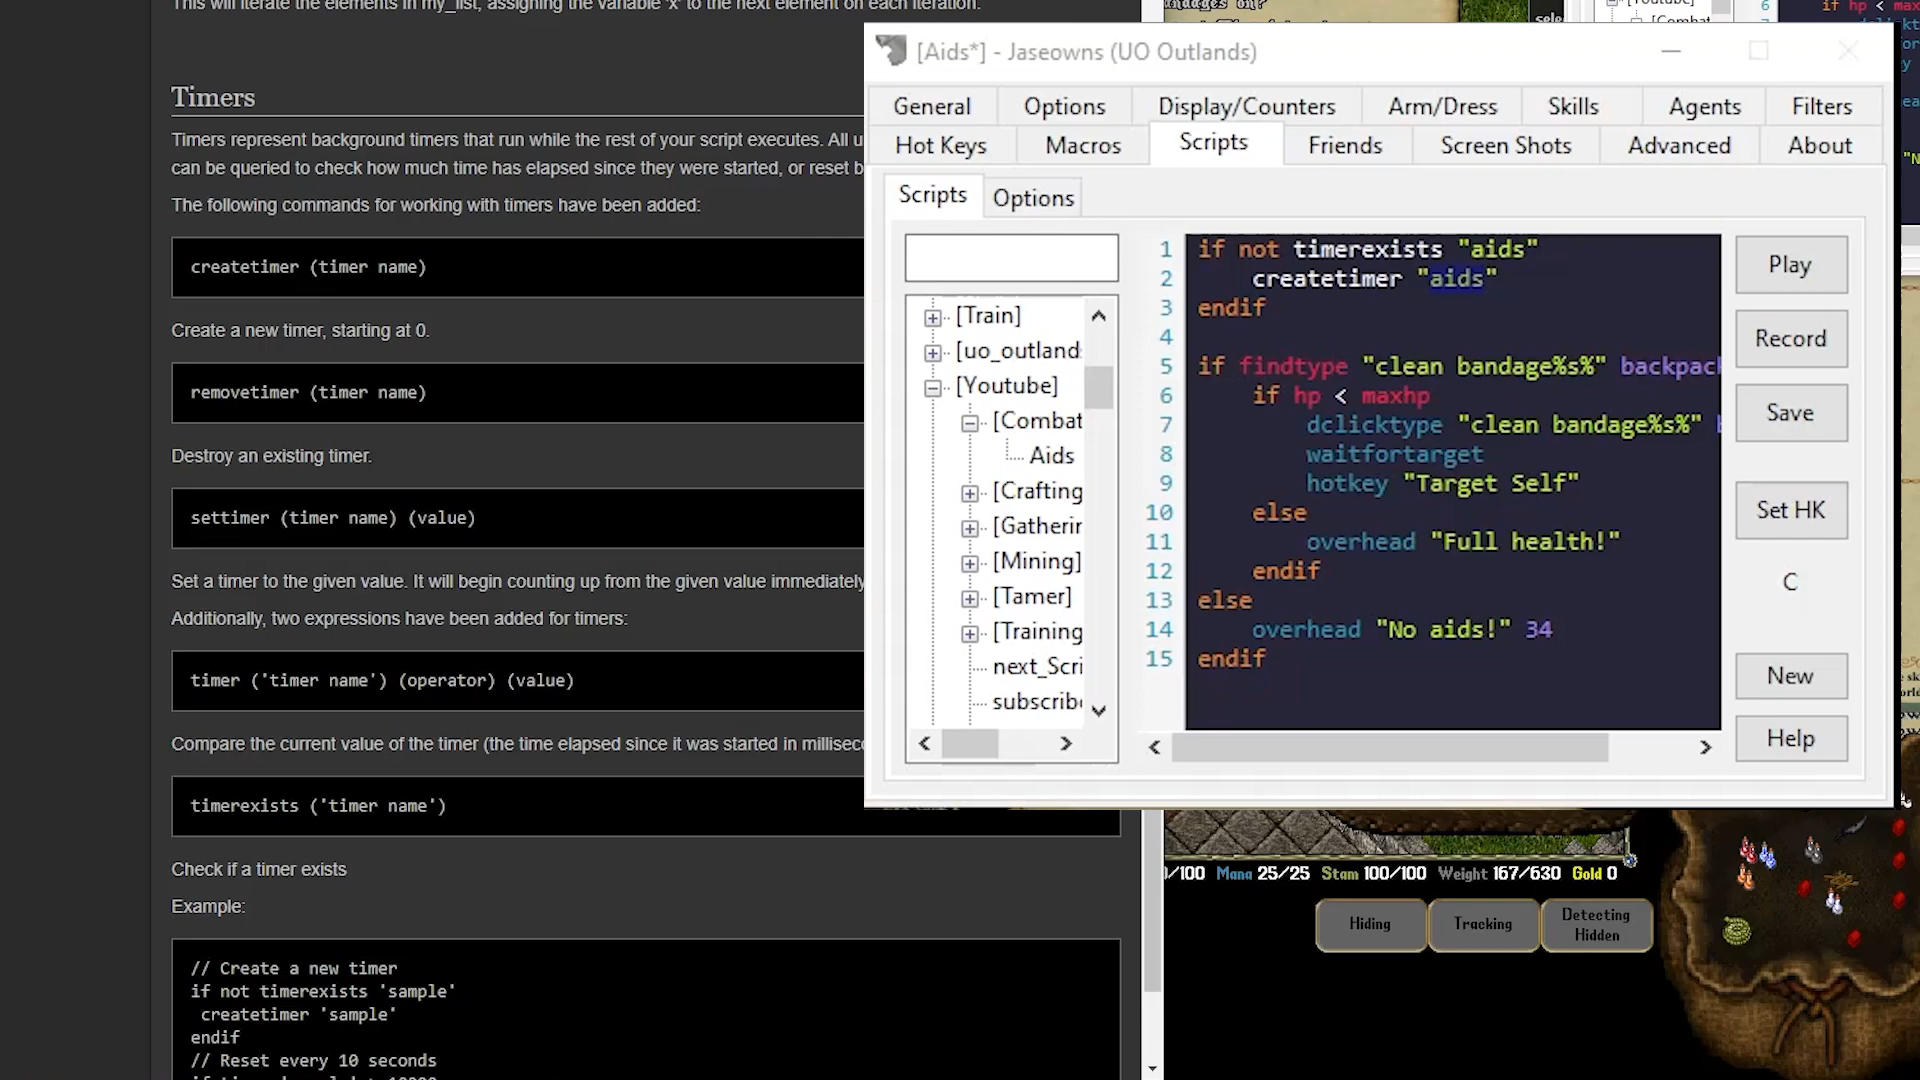 This will iterate the elements in my_list, assigning the variable 'x' to the next element on each iteration.
Timers
Timers represent background timers that run while the rest of your script executes. All
can be queried to check how much time has elapsed since they were started, or reset
The following commands for working with timers have been added:
createtimer (timer name)
Create a new timer, starting at 0.
removetimer (timer name)
Destroy an existing timer.
settimer (timer name) (value)
Set a timer to the given value. It will begin counting up from the given value immediately
Additionally, two expressions have been added for timers:
timer ('timer name') (operator) (value)
Compare the current value of the timer (the time elapsed since it was started in millisec
timerexists ('timer name')
Check if a timer exists
Example:
// Create a new timer
if not timerexists 'sample'
createtimer 'sample'
endif
// Reset every 10 seconds
[Aids*] - Jaseowns (UO Outlands)
General Options Display/Counters Arm/Dress Skills Agents Filters
Hot Keys Macros Scripts Friends Screen Shots Advanced About
Scripts Options
[Train]
[uo_outland
[Youtube]
[Combat
Aids
[Crafting
[Gatherin
[Mining]
[Tamer]
[Training
next_Scri
subscrib
1 if not timerexists "aids"
2 createtimer "aids"
3 endif
4
5 if findtype "clean bandage%s%" backpack
6 if hp < maxhp
7 dclicktype "clean bandage%s%"
8 waitfortarget
9 hotkey "Target Self"
10 else
11 overhead "Full health!"
12 endif
13 else
14 overhead "No aids!" 34
15 endif
Play
Record
Save
Set HK
C
New
Help
6 if hp < max
7
/100 Mana 25/25 Stam 100/100 Weight 167/630 Gold 0
Hiding Tracking Detecting Hidden